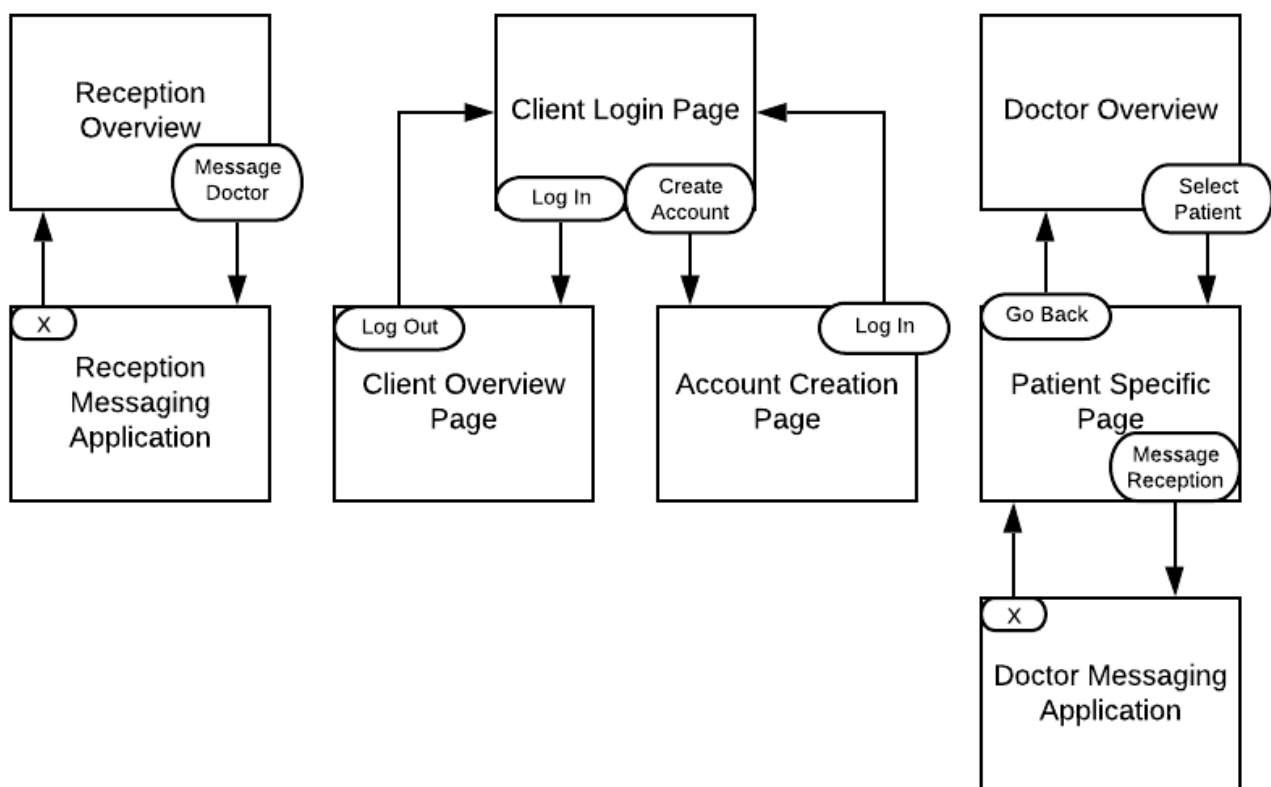 Reception
Overview
Message
Doctor
X
Reception
Messaging
Application
Client Login Page
Log In
Create
Account
Log Out
Client Overview
Page
Log In
Account Creation
Page
Doctor Overview
Select
Patient
Go Back
Patient Specific
Page
Message
Reception
X
Doctor Messaging
Application